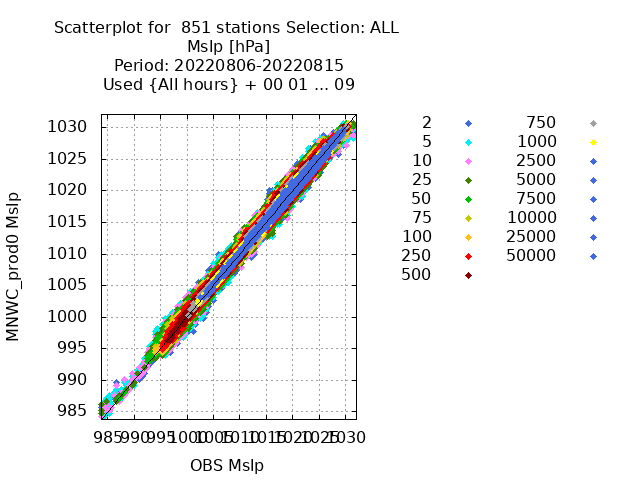 Scatterplot for  851 stations Selection: ALL
Mslp [hPa]
Period: 20220806-20220815
Used {All hours} + 00 01 ... 09
MNWC_prod0 Mslp
1030
1025
1020
1015
1010
1005
1000
995
990
985
985 990 995 1000 1005 1010 1015 1020 1025 1030
OBS Mslp
2 750
5 1000
10 2500
25 5000
50 7500
75 10000
100 25000
250 50000
500